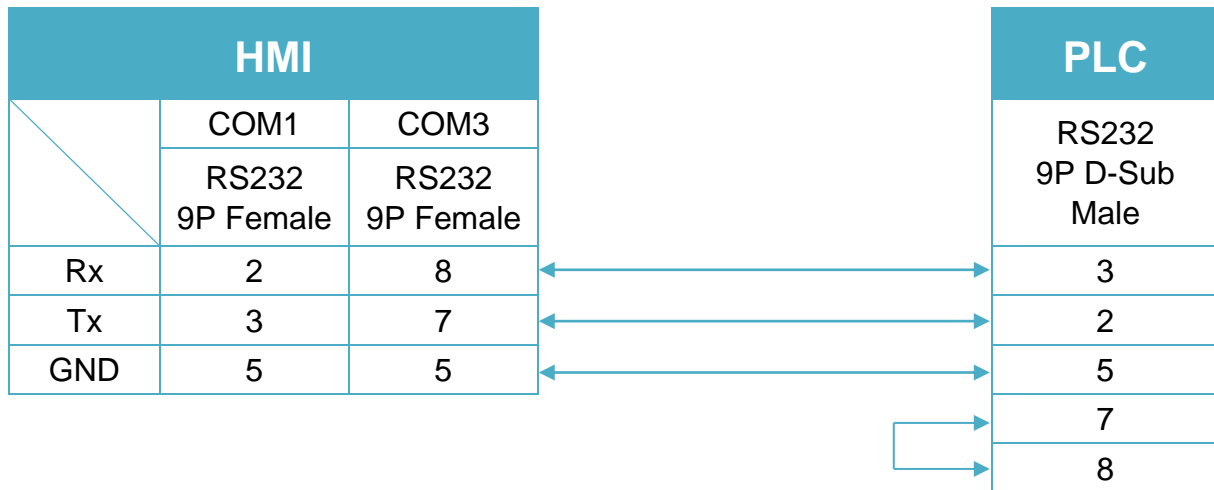 HMI PLC
COM1 COM3
RS232
9P D-Sub
Male
RS232
9P Female
RS232
9P Female
Rx 2 8 3
Tx 3 7 2
GND 5 5 5
7
8